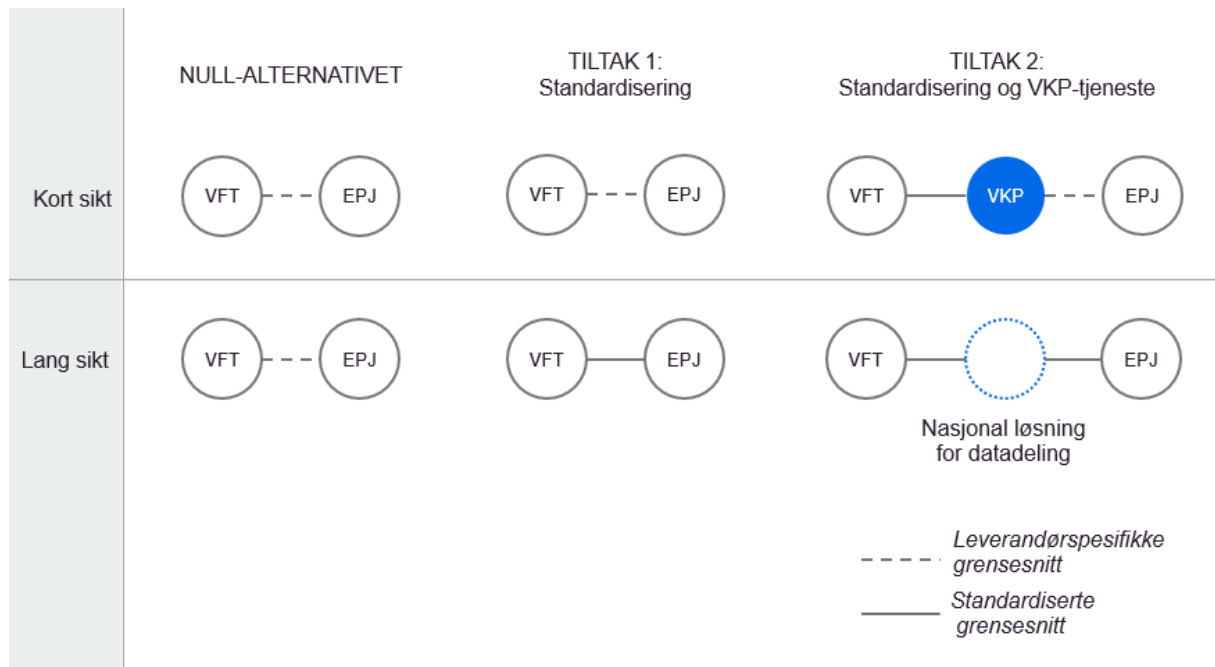 NULL-ALTERNATIVET
TILTAK 1:
Standardisering
TILTAK 2:
Standardisering og VKP-tjeneste
Kort sikt
VFT
EPJ
VFT
EPJ
VFT
VKP
EPJ
Lang sikt
VFT
EPJ
VFT
EPJ
VFT
EPJ
Nasjonal løsning
for datadeling
Leverandørspesifikke
grensesnitt
Standardiserte
grensesnitt